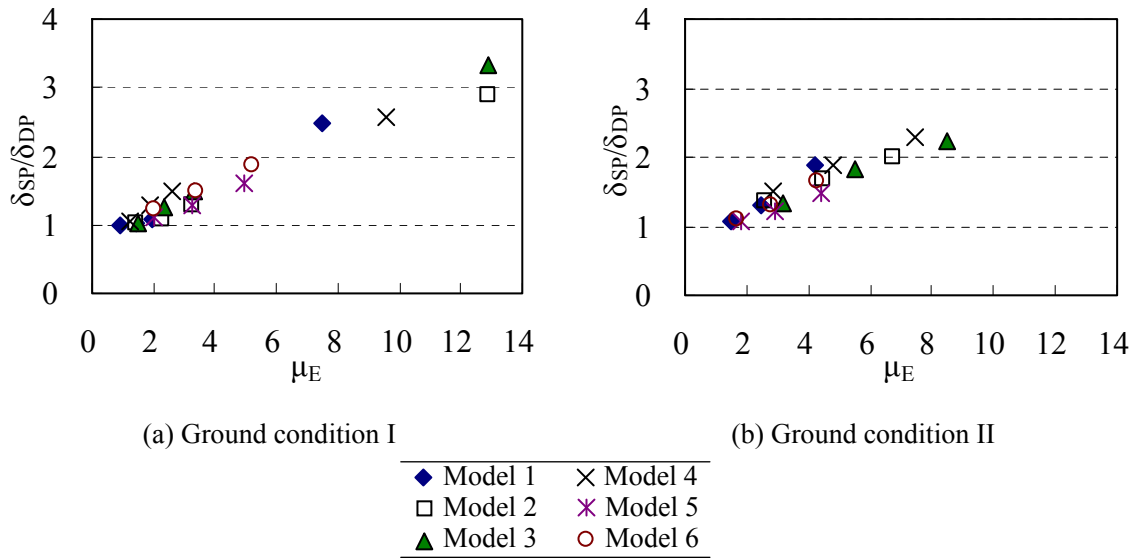 4
3
2
1
0
δSP/δDP
0 2 4 6 8 10 12 14
μE
(a) Ground condition I
4
3
2
1
0
δSP/δDP
0 2 4 6 8 10 12 14
μE
(b) Ground condition II
Model 1 Model 4
Model 2 Model 5
Model 3 Model 6